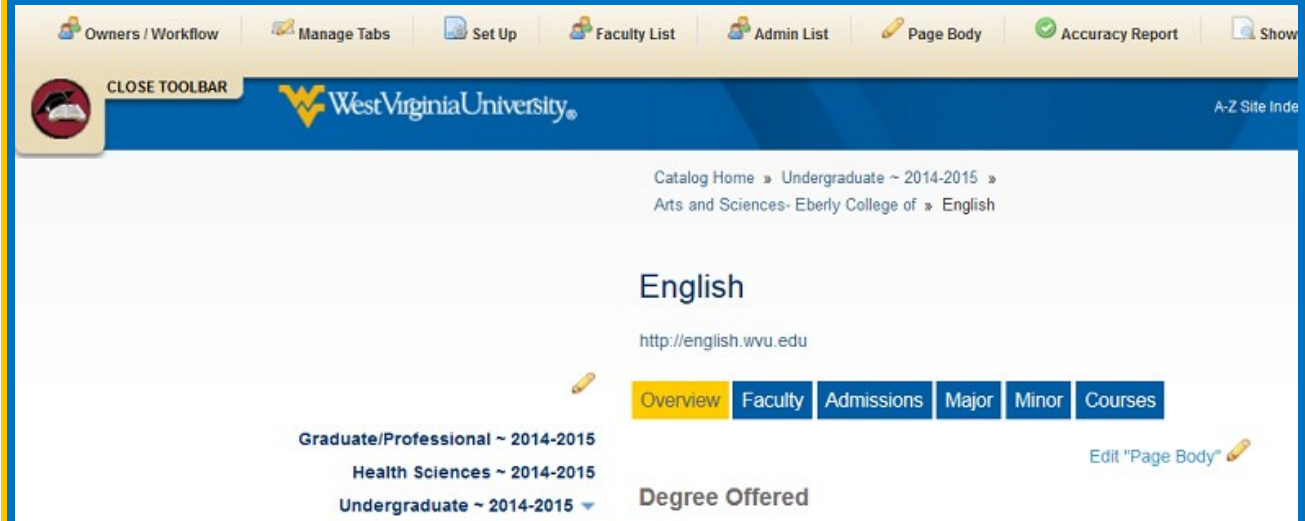 Owners / Workflow Manage Tabs Set Up Faculty List Admin List Page Body Accuracy Report Show
CLOSE TOOLBAR
West Virginia University®
A-Z Site Inde
Catalog Home » Undergraduate ~ 2014-2015 »
Arts and Sciences- Eberly College of » English
English
http://english.wvu.edu
Overview Faculty Admissions Major Minor Courses
Graduate/Professional ~ 2014-2015
Health Sciences ~ 2014-2015
Undergraduate ~ 2014-2015
Edit "Page Body"
Degree Offered